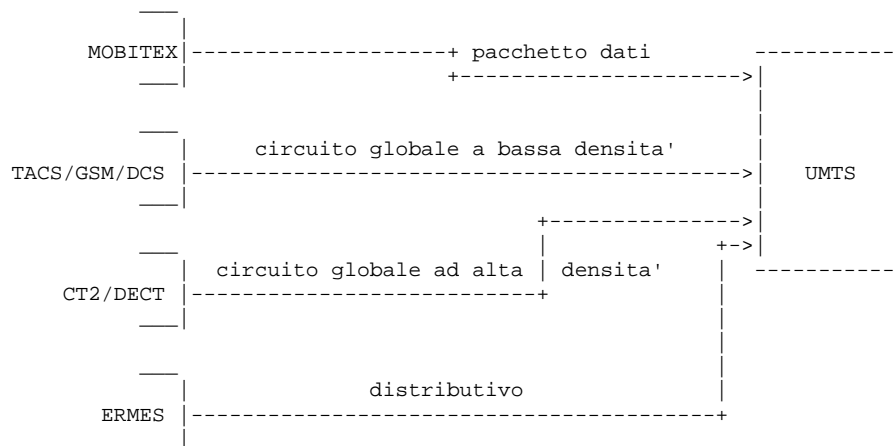 MOBITEX pacchetto dati
circuito globale a bassa densita'
TACS/GSM/DCS UMTS
circuito globale ad alta densita'
CT2/DECT
distributivo
ERMES